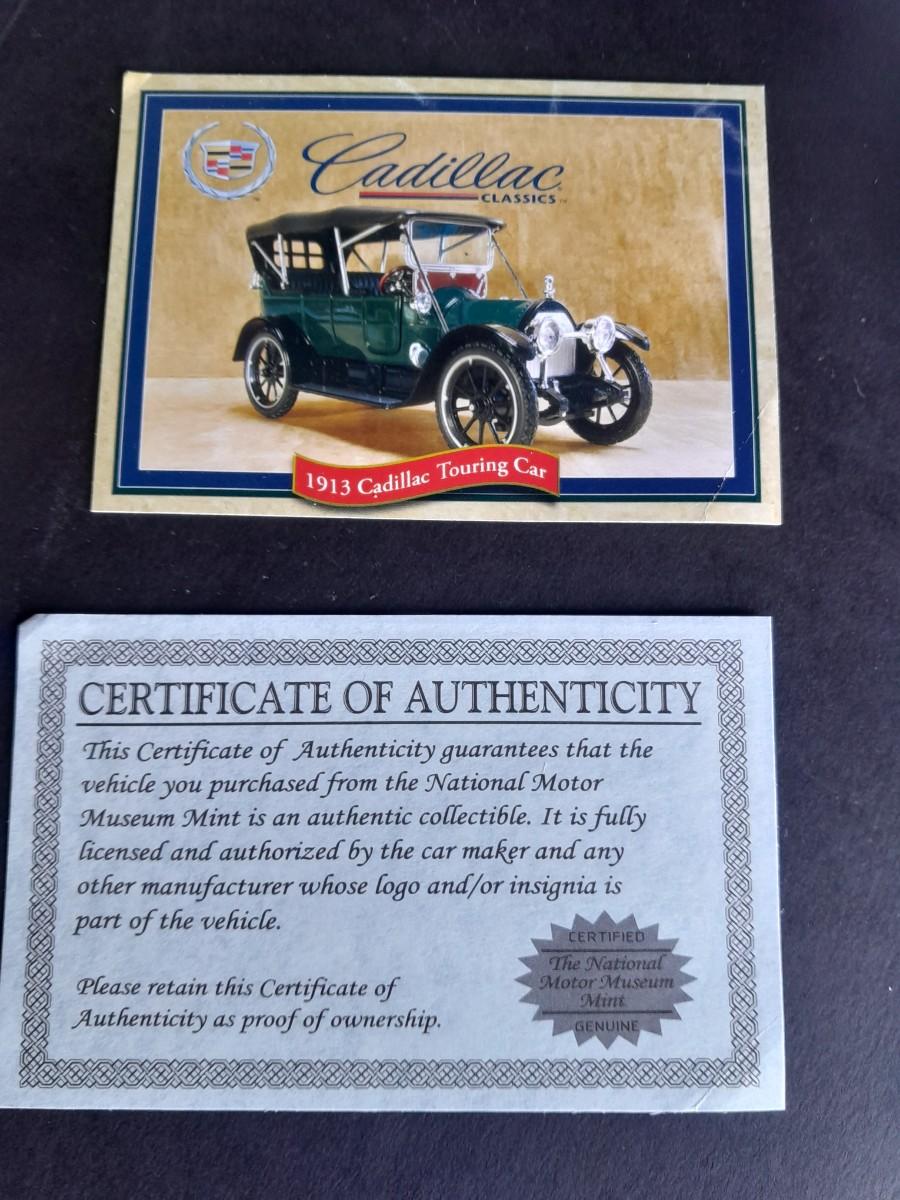 Cadillac
CLASSICS™
1913 Cadillac Touring Car
CERTIFICATE OF AUTHENTICITY
This Certificate of Authenticity guarantees that the
vehicle you purchased from the National Motor
Museum Mint is an authentic collectible. It is fully
licensed and authorized by the car maker and any
other manufacturer whose logo and/or insignia is
part of the vehicle.
Please retain this Certificate of
Authenticity as proof of ownership.
CERTIFIED
The National
Motor Museum
Mint
GENUINE